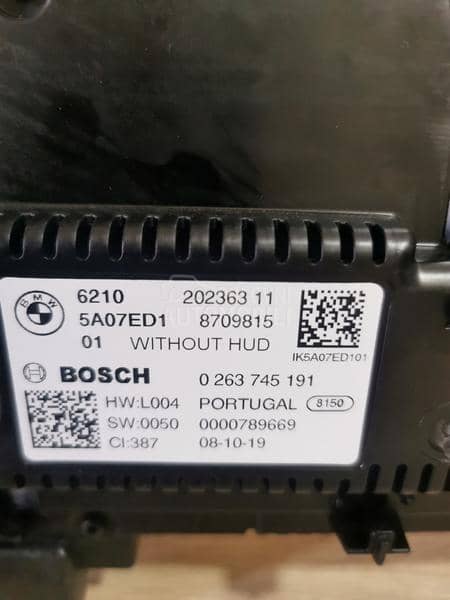 BMW
6210 202363 11
5A07ED1 8709815
01 WITHOUT HUD
IK5A07ED101
BOSCH 0 263 745 191
HW:L004 PORTUGAL 8150
SW:0050 0000789669
CI:387 08-10-19